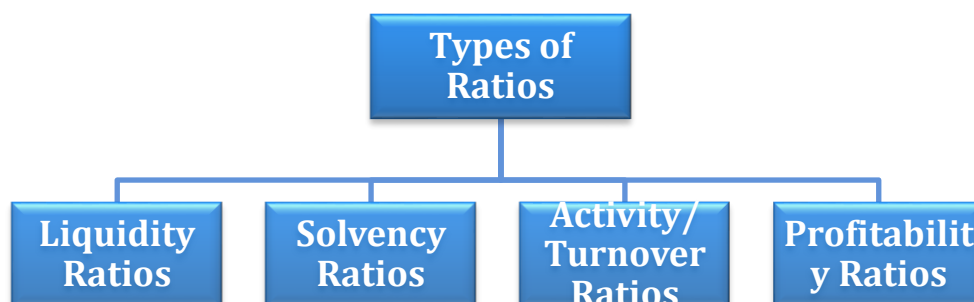 Types of
Ratios
Liquidity
Ratios
Solvency
Ratios
Activity/
Turnover
Ratios
Profitabilit
y Ratios